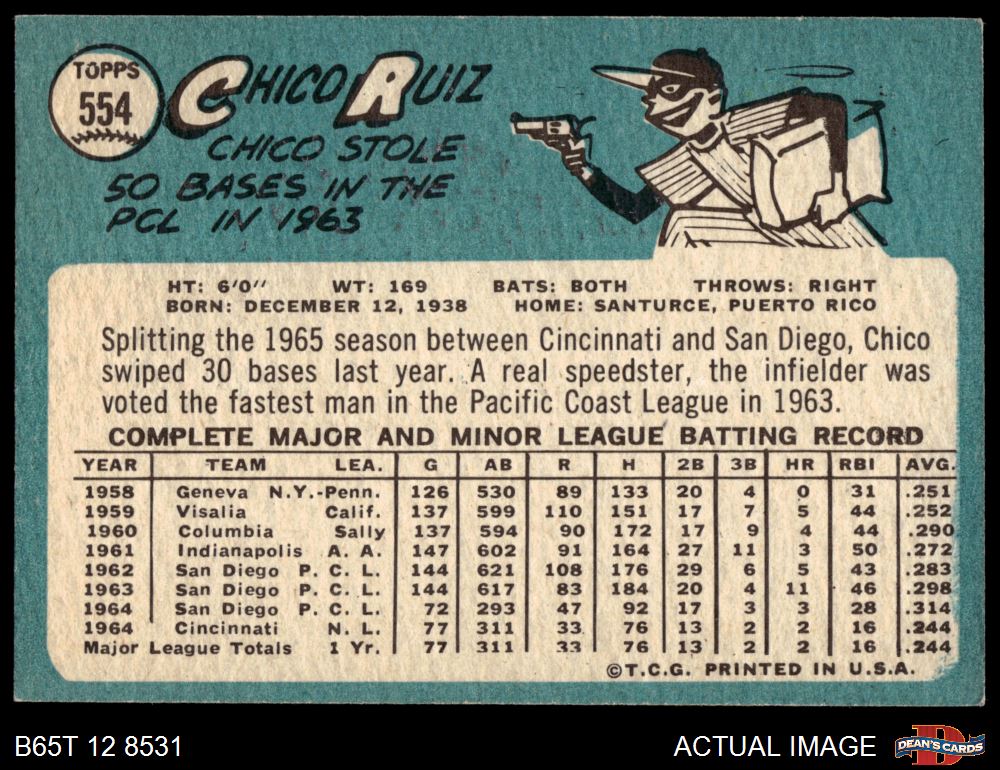 TOPPS
554
CHICO RUIZ
CHICO STOLE
50 BASES IN THE
PCL IN 1963
HT: 6'0" WT: 169 BATS: BOTH THROWS: RIGHT
BORN: DECEMBER 12, 1938 HOME: SANTURCE, PUERTO RICO
Splitting the 1965 season between Cincinnati and San Diego, Chico
swiped 30 bases last year. A real speedster, the infielder was
voted the fastest man in the Pacific Coast League in 1963.
COMPLETE MAJOR AND MINOR LEAGUE BATTING RECORD
YEAR TEAM LEA. G AB R H 2B 3B HR RBI AVG.
1958 Geneva N.Y.-Penn. 126 530 89 133 20 4 0 31 .251
1959 Visalia Calif. 137 599 110 151 17 7 5 44 .252
1960 Columbia Sally 137 594 90 172 17 9 4 44 .290
1961 Indianapolis A. A. 147 602 91 164 27 11 3 50 .272
1962 San Diego P. C. L. 144 621 108 176 29 6 5 43 .283
1963 San Diego P. C. L. 144 617 83 184 20 4 11 46 .298
1964 San Diego P. C. L. 72 293 47 92 17 3 3 28 .314
1964 Cincinnati N. L. 77 311 33 76 13 2 2 16 .244
Major League Totals 1 Yr. 77 311 33 76 13 2 2 16 .244
©T.C.G. PRINTED IN U.S.A.
B65T 12 8531
ACTUAL IMAGE
D
DEAN'S CARDS